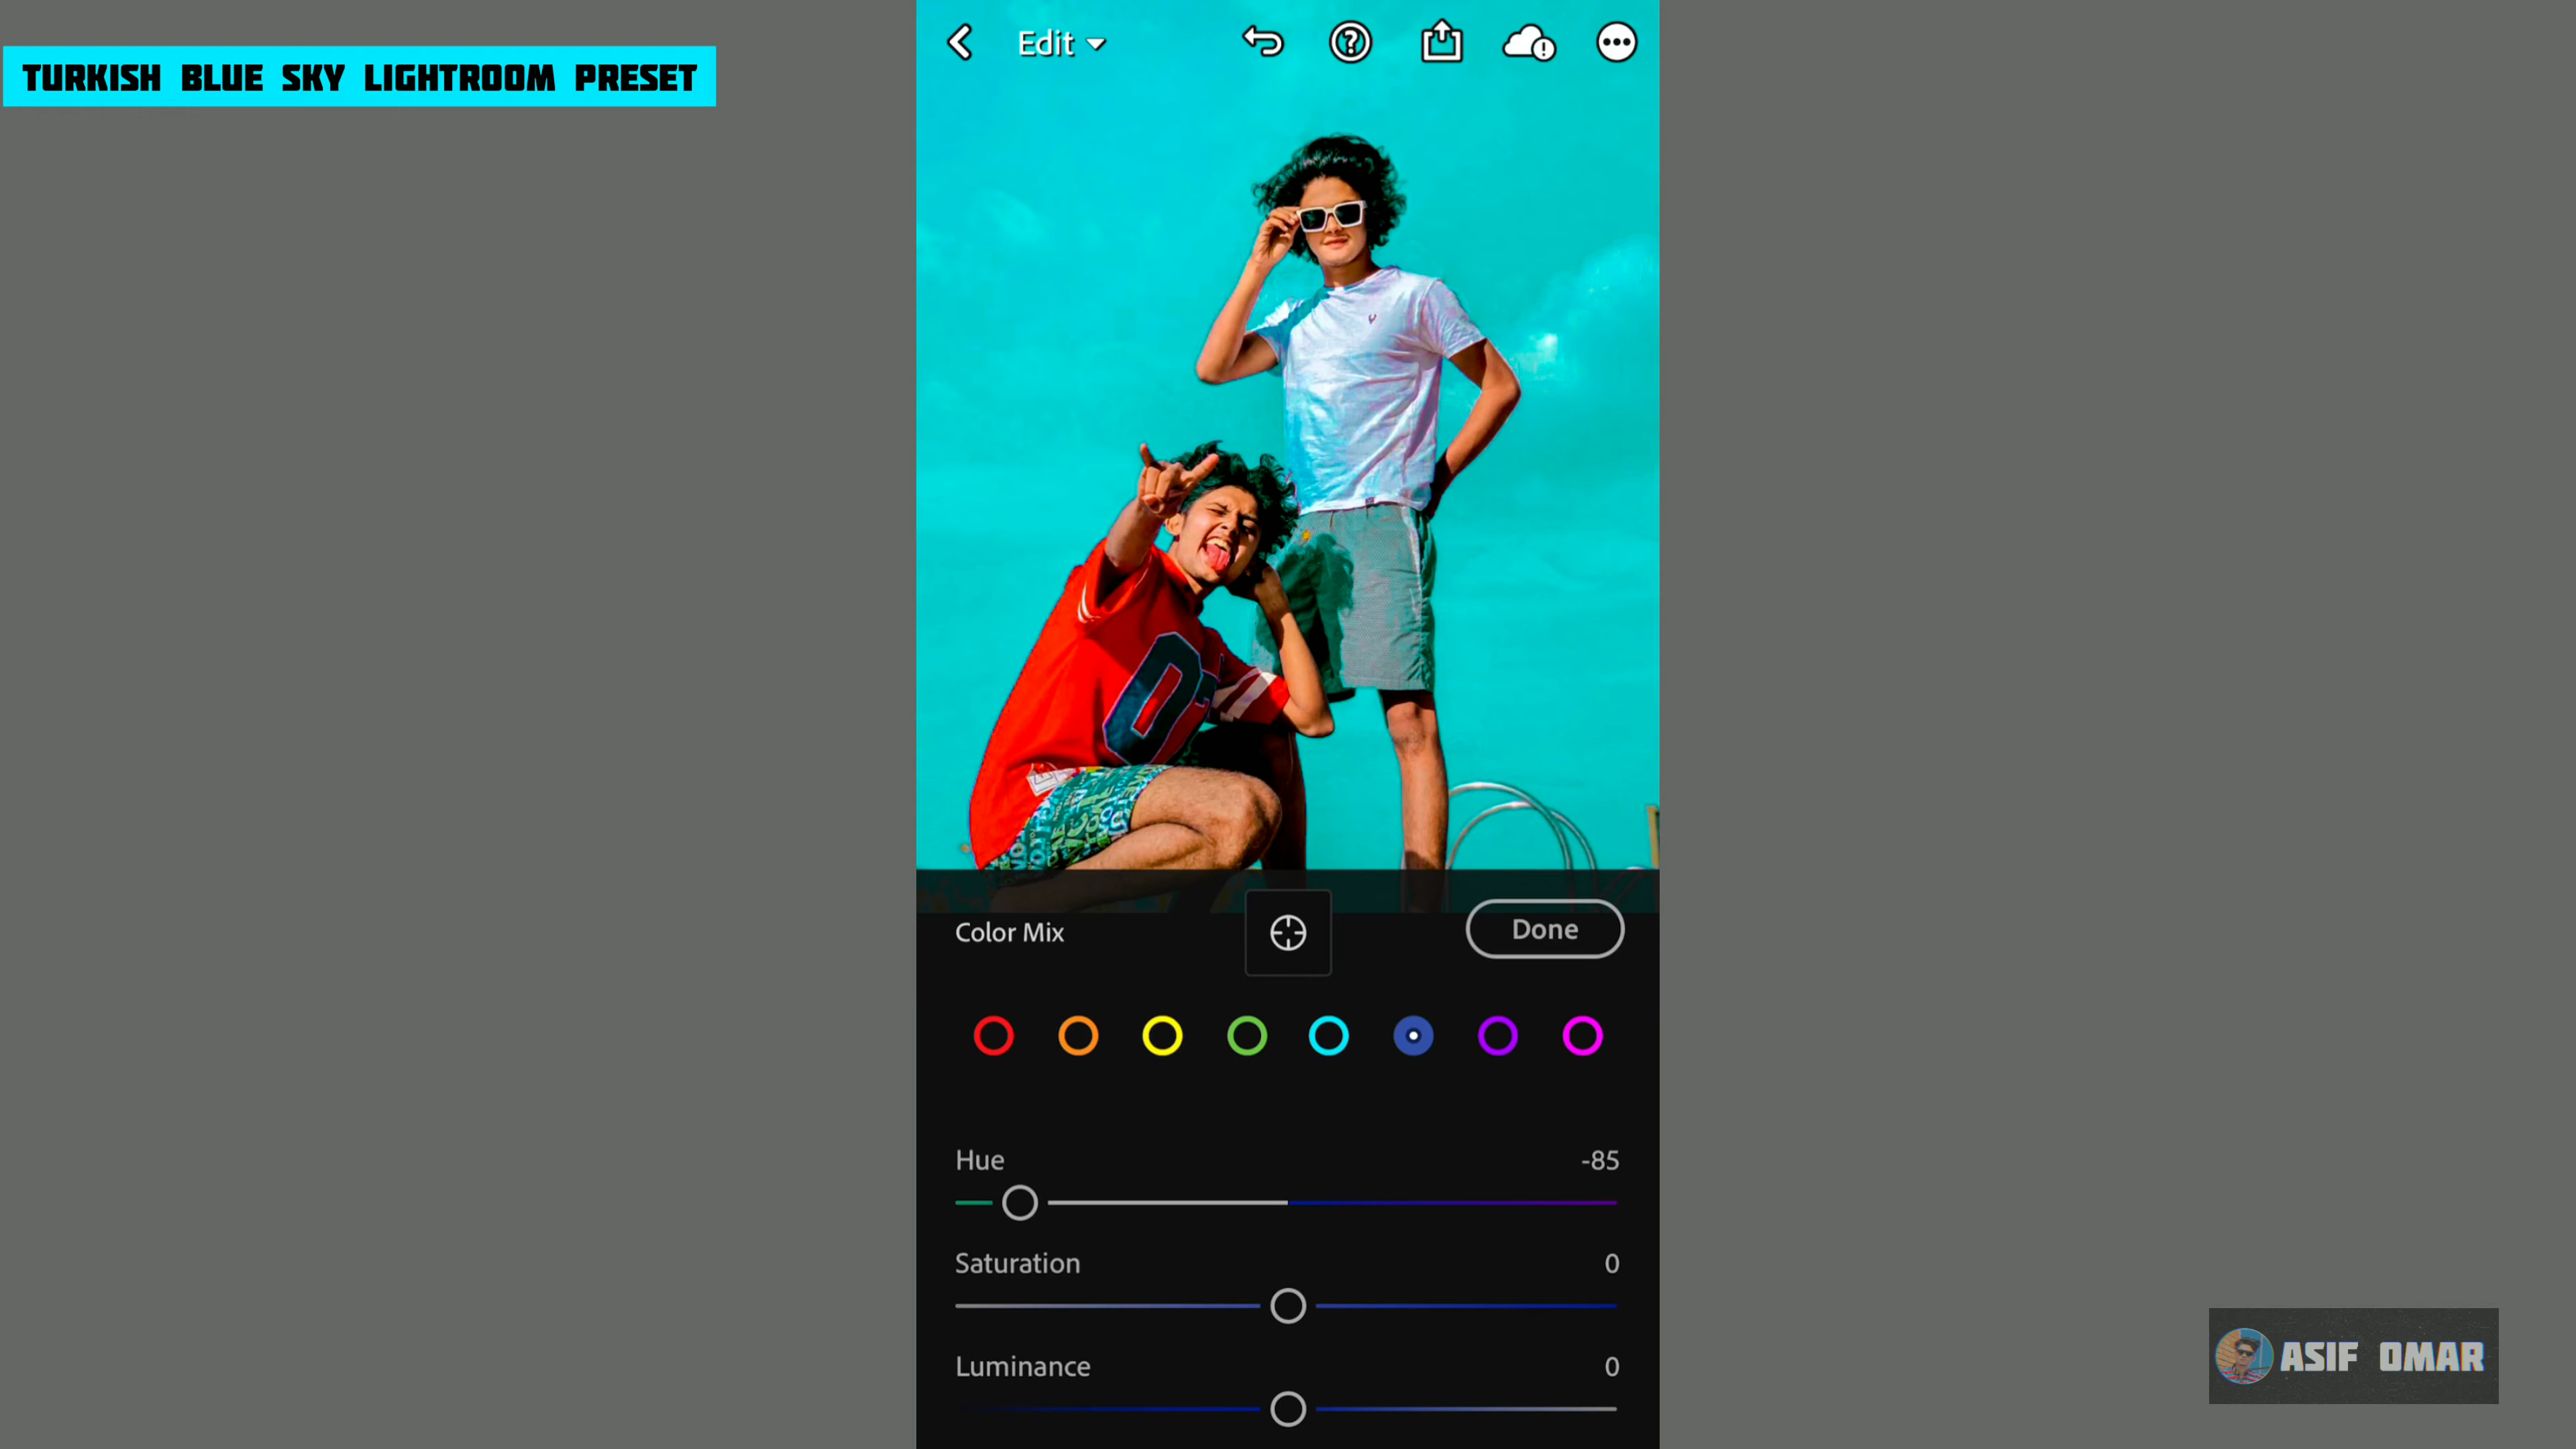 TURKISH BLUE SKY LIGHTROOM PRESET
Edit
Color Mix
Done
Hue
-85
Saturation
0
Luminance
0
ASIF OMAR